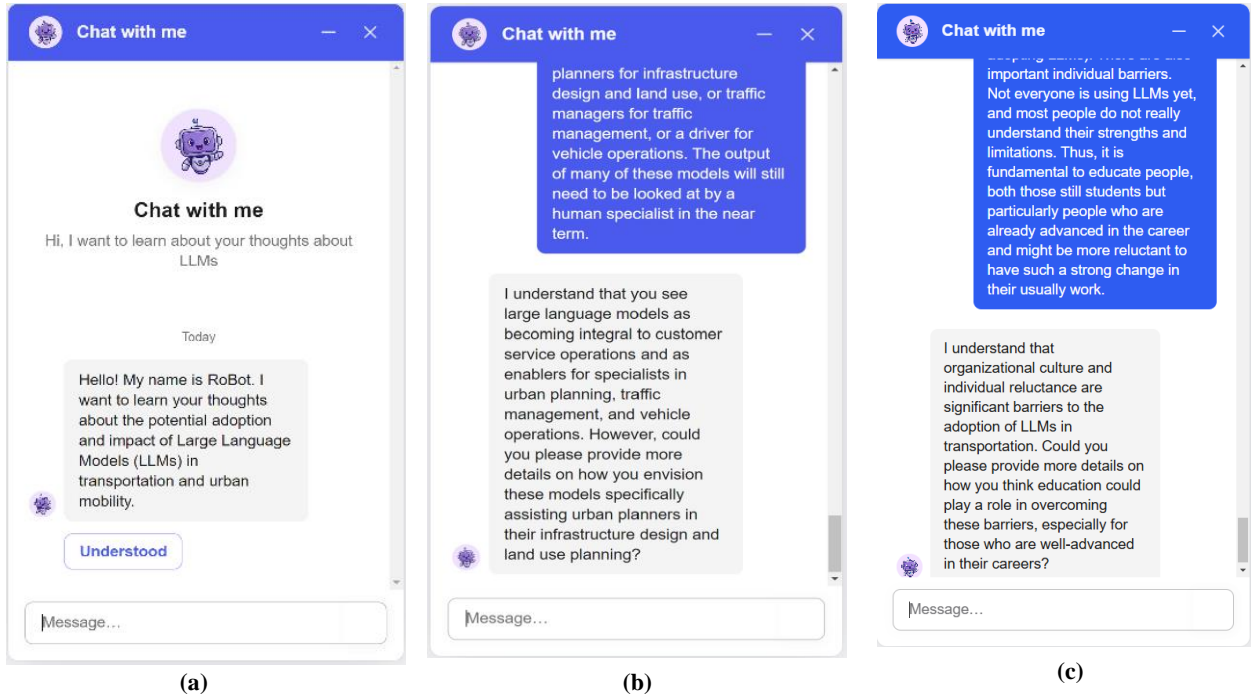 Chat with me
Chat with me
Hi, I want to learn about your thoughts about
LLMs
Today
Hello! My name is RoBot. I
want to learn your thoughts
about the potential adoption
and impact of Large Language
Models (LLMs) in
transportation and urban
mobility.
Understood
Message...
(a)
Chat with me
planners for infrastructure
design and land use, or traffic
managers for traffic
management, or a driver for
vehicle operations. The output
of many of these models will still
need to be looked at by a
human specialist in the near
term.
I understand that you see
large language models as
becoming integral to customer
service operations and as
enablers for specialists in
urban planning, traffic
management, and vehicle
operations. However, could
you please provide more
details on how you envision
these models specifically
assisting urban planners in
their infrastructure design and
land use planning?
Message...
(b)
Chat with me
important individual barriers.
Not everyone is using LLMs yet,
and most people do not really
understand their strengths and
limitations. Thus, it is
fundamental to educate people,
both those still students but
particularly people who are
already advanced in the career
and might be more reluctant to
have such a strong change in
their usually work.
I understand that
organizational culture and
individual reluctance are
significant barriers to the
adoption of LLMs in
transportation. Could you
please provide more details on
how you think education could
play a role in overcoming
these barriers, especially for
those who are well-advanced
in their careers?
Message...
(c)